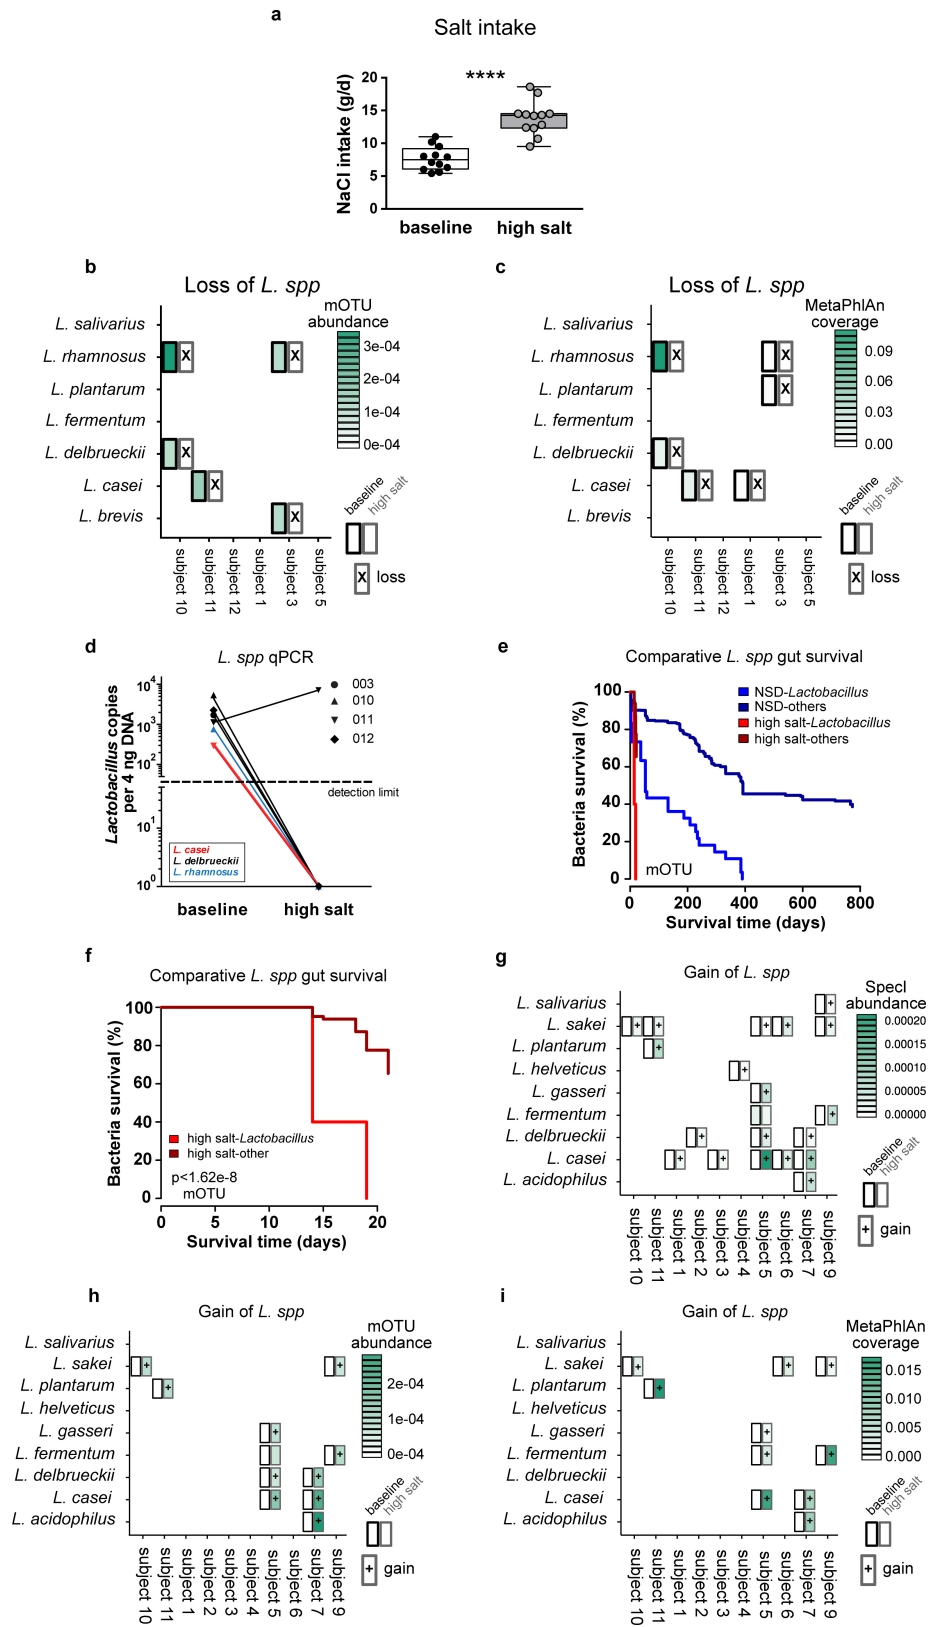 a
Salt intake
NaCl intake (g/d)
20
15
10
5
0
****
baseline
high salt
b
Loss of L. spp
mOTU
abundance
L. salivarius
L. rhamnosus
L. plantarum
L. fermentum
L. delbrueckii
L. casei
L. brevis
X X
X
X
X
3e-04
2e-04
1e-04
0e-04
baseline
high salt
X loss
subject 10
subject 11
subject 12
subject 1
subject 3
subject 5
c
Loss of L. spp
MetaPhlAn
coverage
L. salivarius
L. rhamnosus
L. plantarum
L. fermentum
L. delbrueckii
L. casei
L. brevis
X X
X
X
X X
0.09
0.06
0.03
0.00
baseline
high salt
X loss
subject 10
subject 11
subject 12
subject 1
subject 3
subject 5
d
L. spp qPCR
Lactobacillus copies
per 4 ng DNA
10^4
10^3
10^2
10^1
10^0
003
010
011
012
detection limit
L. casei
L. delbrueckii
L. rhamnosus
baseline
high salt
e
Comparative L. spp gut survival
Bacteria survival (%)
100
80
60
40
20
0
NSD-Lactobacillus
NSD-others
high salt-Lactobacillus
high salt-others
mOTU
0 200 400 600 800
Survival time (days)
f
Comparative L. spp gut survival
Bacteria survival (%)
100
80
60
40
20
0
high salt-Lactobacillus
high salt-other
p<1.62e-8
mOTU
0 5 10 15 20
Survival time (days)
g
Gain of L. spp
SpecI
abundance
L. salivarius
L. sakei
L. plantarum
L. helveticus
L. gasseri
L. fermentum
L. delbrueckii
L. casei
L. acidophilus
+
+ + + + +
+
+
+
+
+ + +
+ + + + +
+
0.00020
0.00015
0.00010
0.00005
0.00000
baseline
high salt
+ gain
subject 10
subject 11
subject 1
subject 2
subject 3
subject 4
subject 5
subject 6
subject 7
subject 9
h
Gain of L. spp
mOTU
abundance
L. salivarius
L. sakei
L. plantarum
L. helveticus
L. gasseri
L. fermentum
L. delbrueckii
L. casei
L. acidophilus
+ +
+
+
+
+ +
+ +
+
2e-04
1e-04
0e-04
baseline
high salt
+ gain
subject 10
subject 11
subject 1
subject 2
subject 3
subject 4
subject 5
subject 6
subject 7
subject 9
i
Gain of L. spp
MetaPhlAn
coverage
L. salivarius
L. sakei
L. plantarum
L. helveticus
L. gasseri
L. fermentum
L. delbrueckii
L. casei
L. acidophilus
+ + +
+
+
+ +
+ +
+
0.015
0.010
0.005
0.000
baseline
high salt
+ gain
subject 10
subject 11
subject 1
subject 2
subject 3
subject 4
subject 5
subject 6
subject 7
subject 9